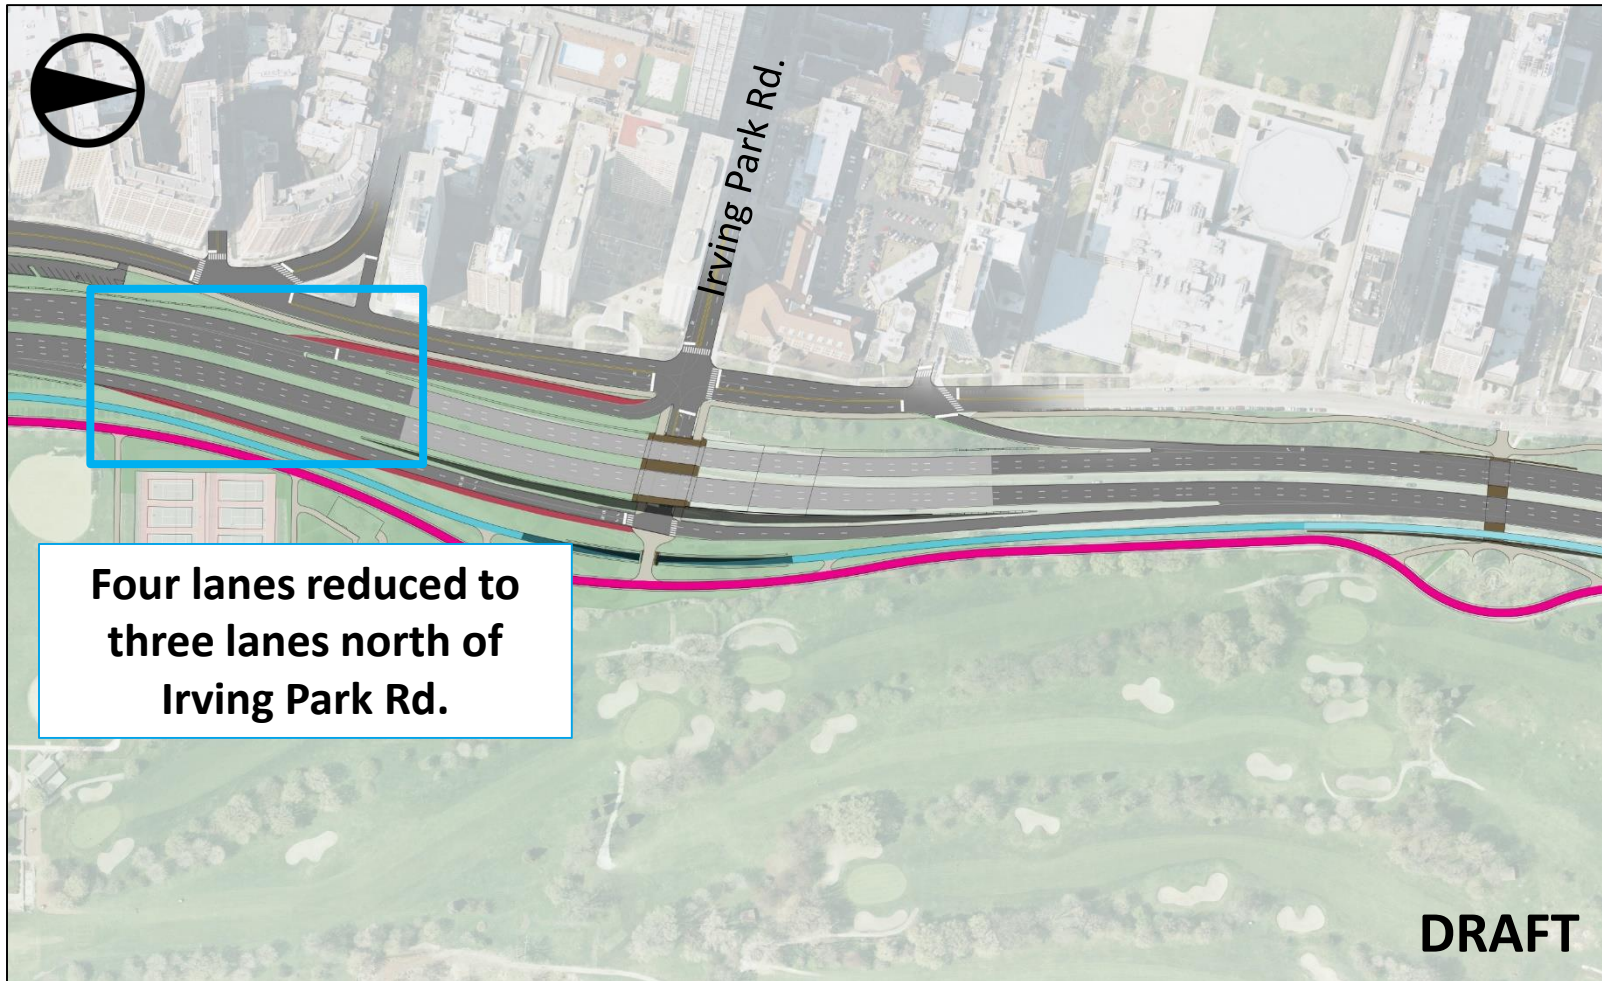 Irving Park Rd.
Four lanes reduced to
three lanes north of
Irving Park Rd.
DRAFT